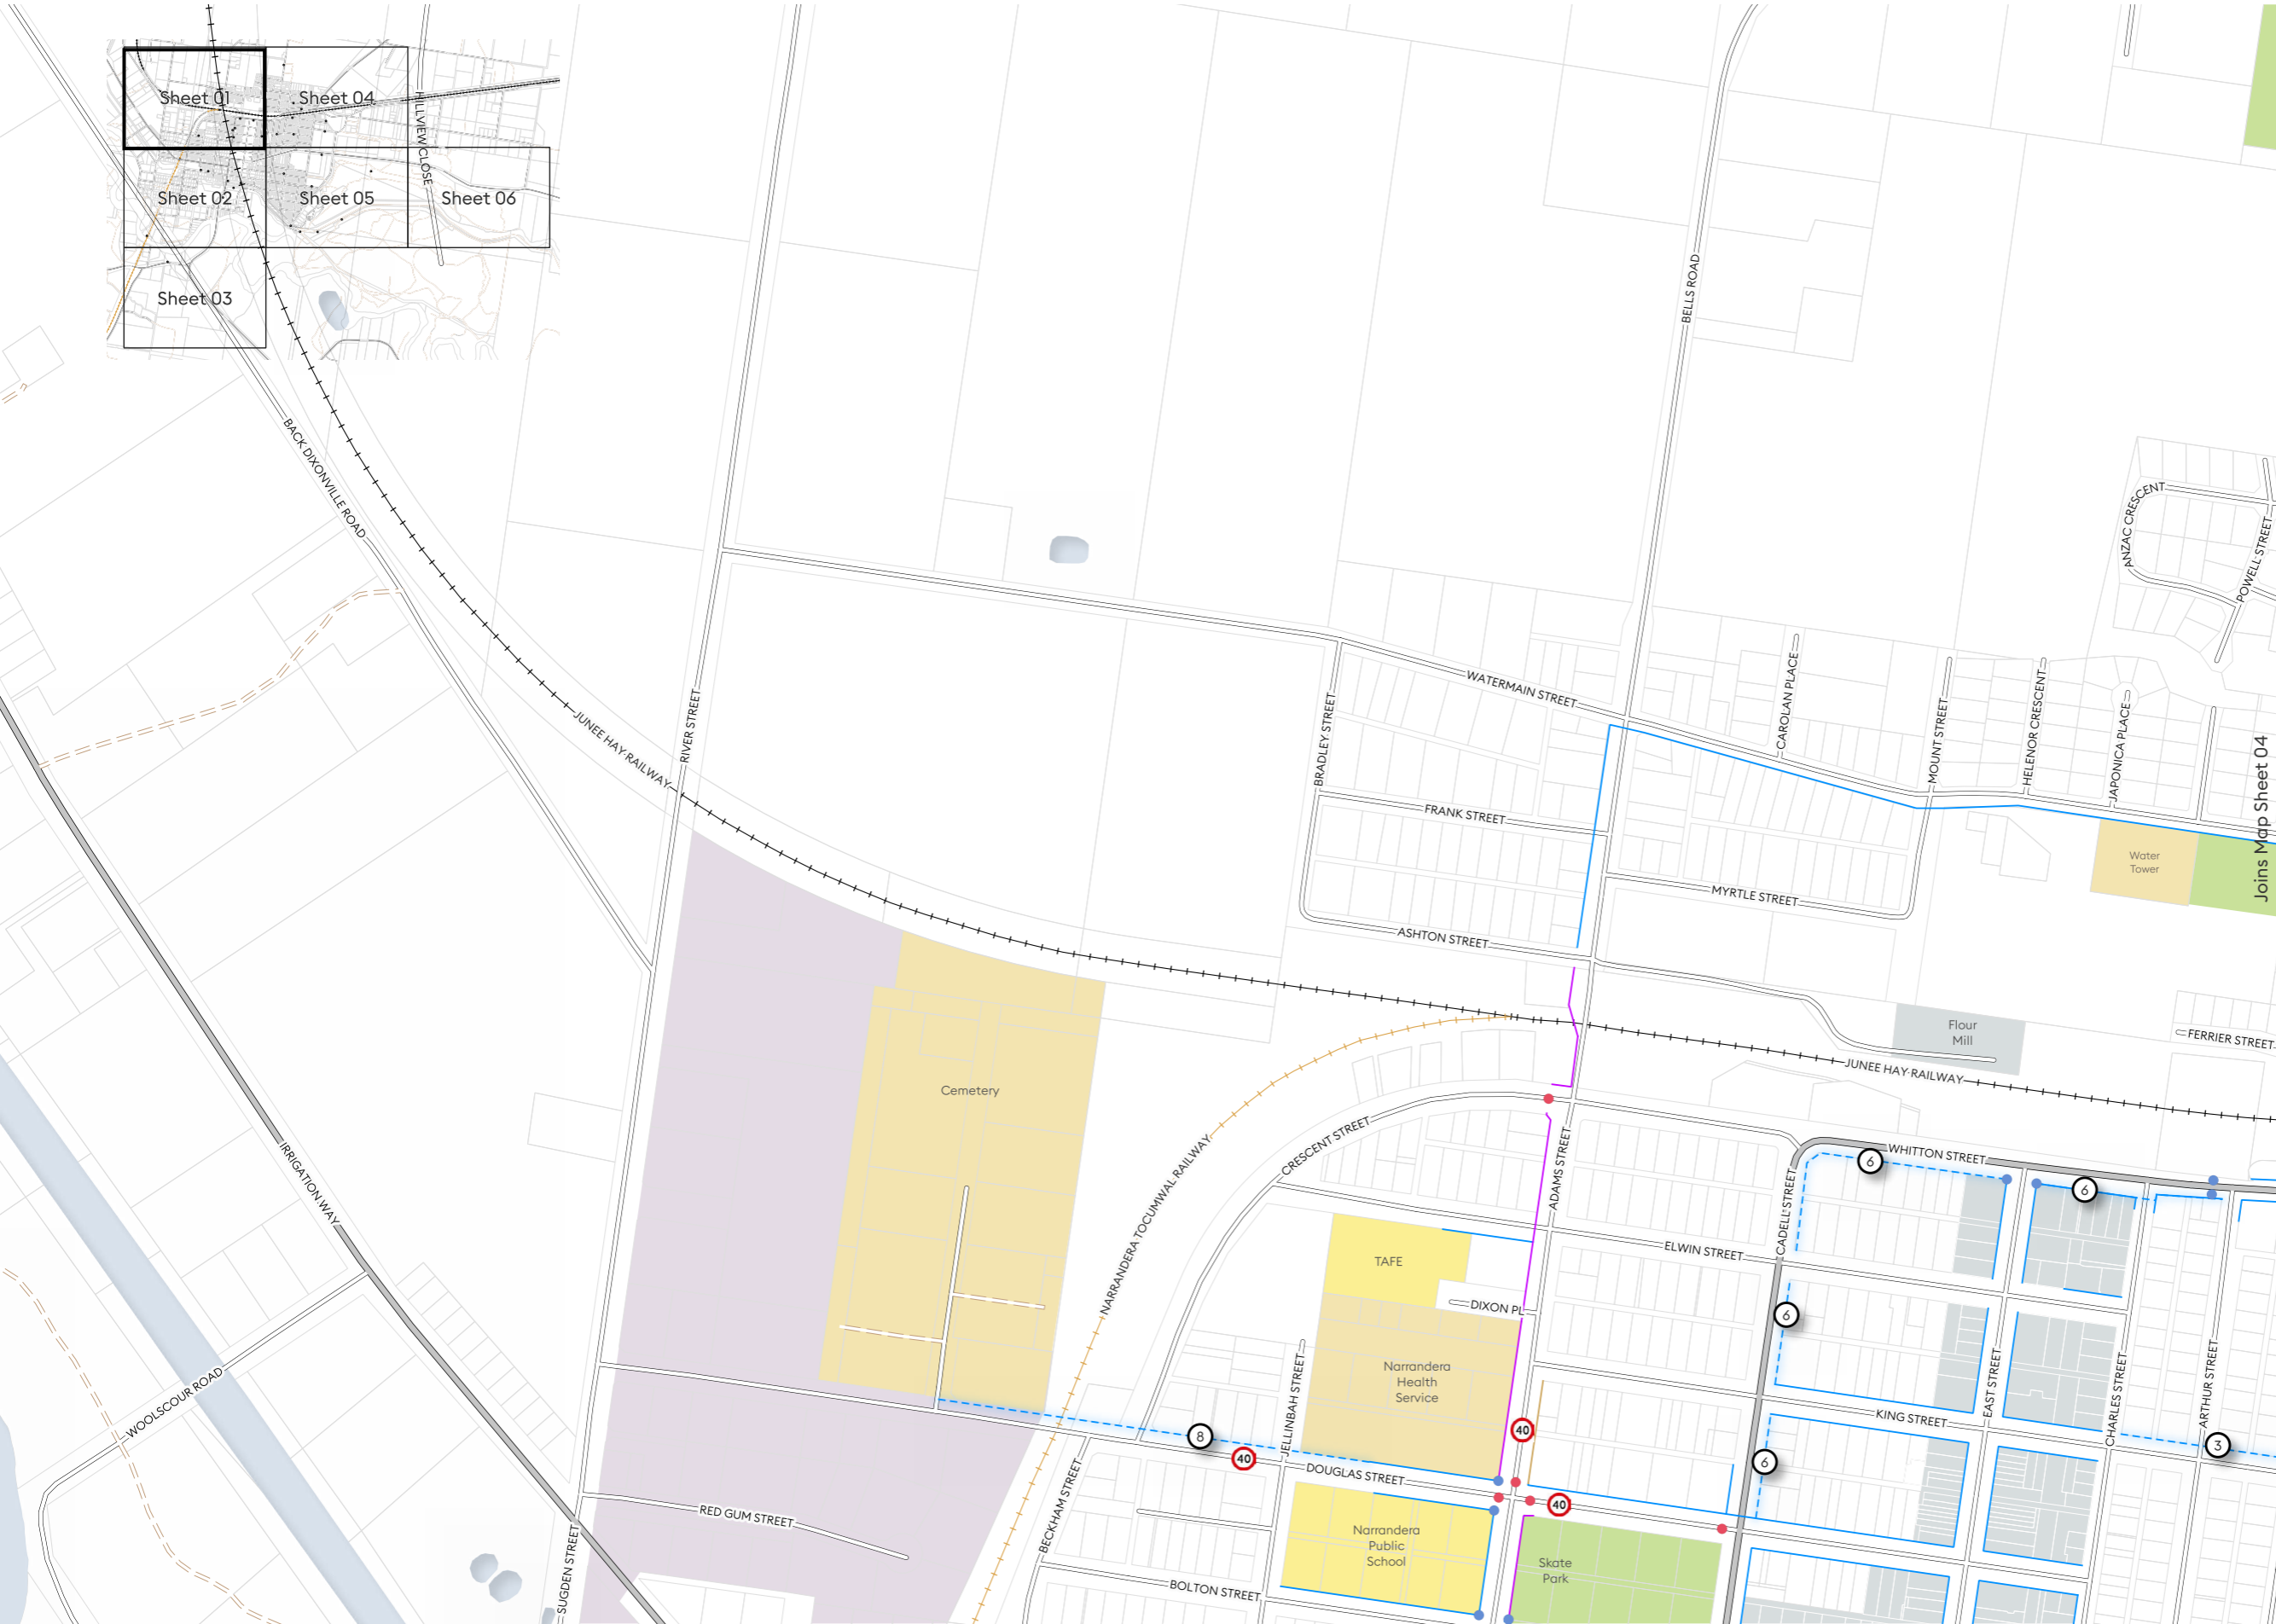 Sheet 01
Sheet 04
Sheet 02
Sheet 05
Sheet 06
Sheet 03
HILLVIEW CLOSE
BELLS ROAD
BACK DIXONVILLE ROAD
ANZAC CRESCENT
POWELL STREET
RIVER STREET
JUNEE HAY RAILWAY
WATERMAIN STREET
BRADLEY STREET
CAROLAN PLACE
MOUNT STREET
HELENOR CRESCENT
JAPONICA PLACE
Joins Map Sheet 04
FRANK STREET
Water
Tower
MYRTLE STREET
ASHTON STREET
Flour
Mill
FERRIER STREET
JUNEE HAY RAILWAY
Cemetery
IRRIGATION WAY
NARRANDERA TOCUMWAL RAILWAY
CRESCENT STREET
ADAMS STREET
WHITTON STREET
6
6
CADELL STREET
ELWIN STREET
TAFE
DIXON PL
6
Narrandera
Health
Service
JELLINBAH STREET
WOOLSCOUR ROAD
EAST STREET
CHARLES STREET
ARTHUR STREET
KING STREET
3
8
40
40
6
DOUGLAS STREET
40
RED GUM STREET
BECKHAM STREET
Narrandera
Public
School
Skate
Park
BOLTON STREET
SUGDEN STREET